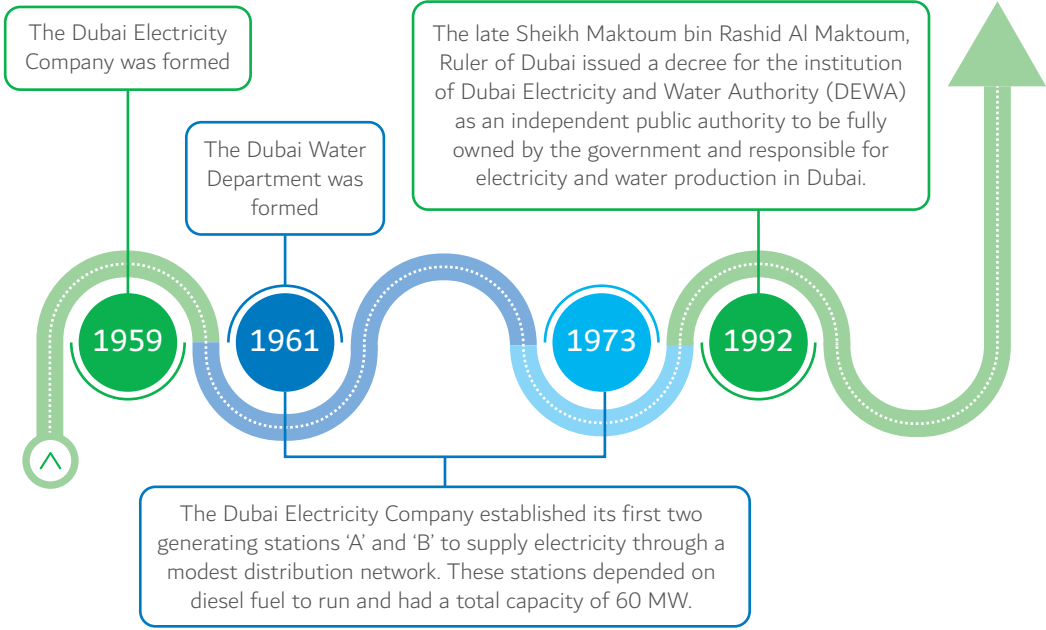 The Dubai Electricity
Company was formed
The late Sheikh Maktoum bin Rashid Al Maktoum,
Ruler of Dubai issued a decree for the institution
of Dubai Electricity and Water Authority (DEWA)
as an independent public authority to be fully
owned by the government and responsible for
electricity and water production in Dubai.
The Dubai Water
Department was
formed
1959
1961
1973
1992
The Dubai Electricity Company established its first two
generating stations ‘A’ and ‘B’ to supply electricity through a
modest distribution network. These stations depended on
diesel fuel to run and had a total capacity of 60 MW.